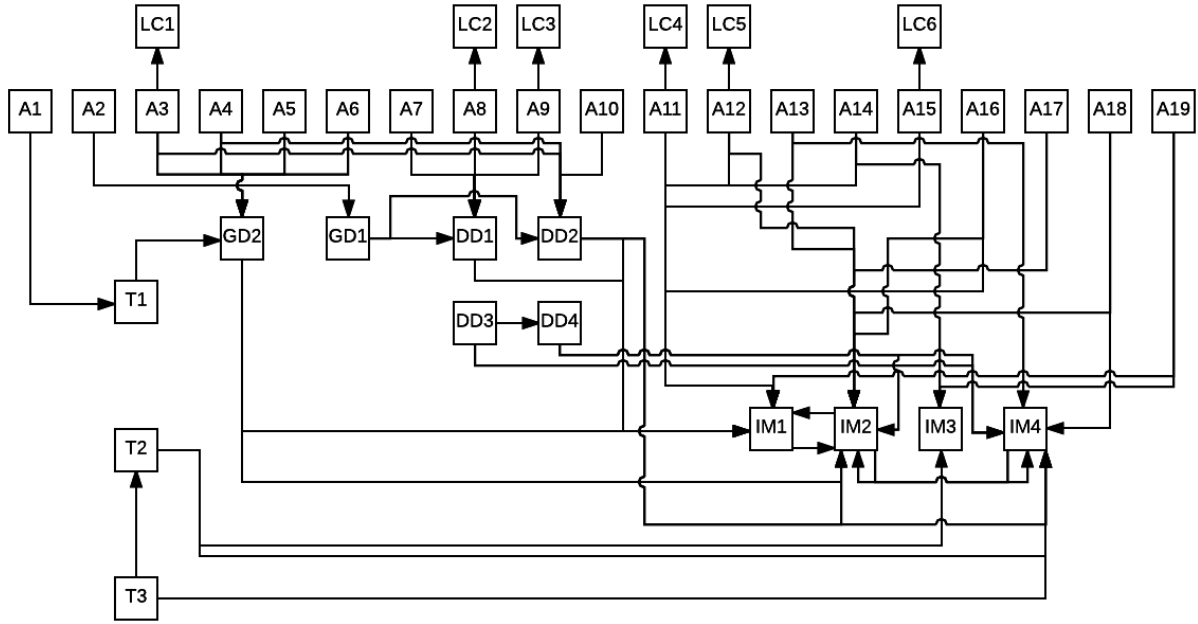 LC1 LC2 LC3 LC4 LC5 LC6
A1 A2 A3 A4 A5 A6 A7 A8 A9 A10 A11 A12 A13 A14 A15 A16 A17 A18 A19
GD2 GD1 DD1 DD2
T1
DD3 DD4
IM1 IM2 IM3 IM4
T2
T3